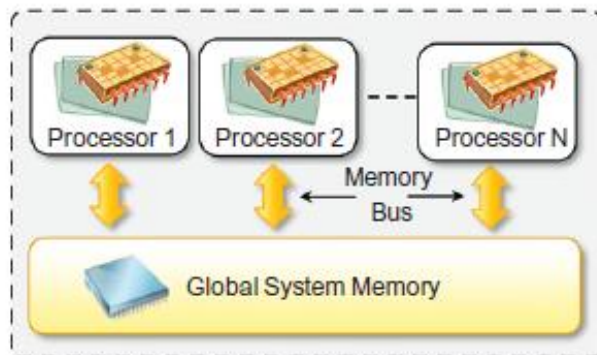 Processor 1
Processor 2
Processor N
Memory
Bus
Global System Memory